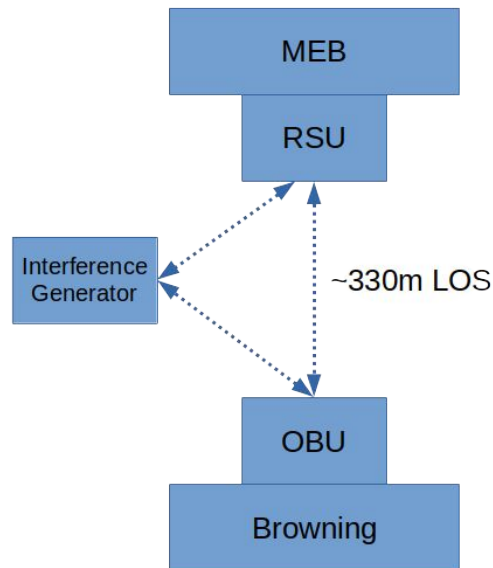 MEB
RSU
Interference
Generator
~330m LOS
OBU
Browning